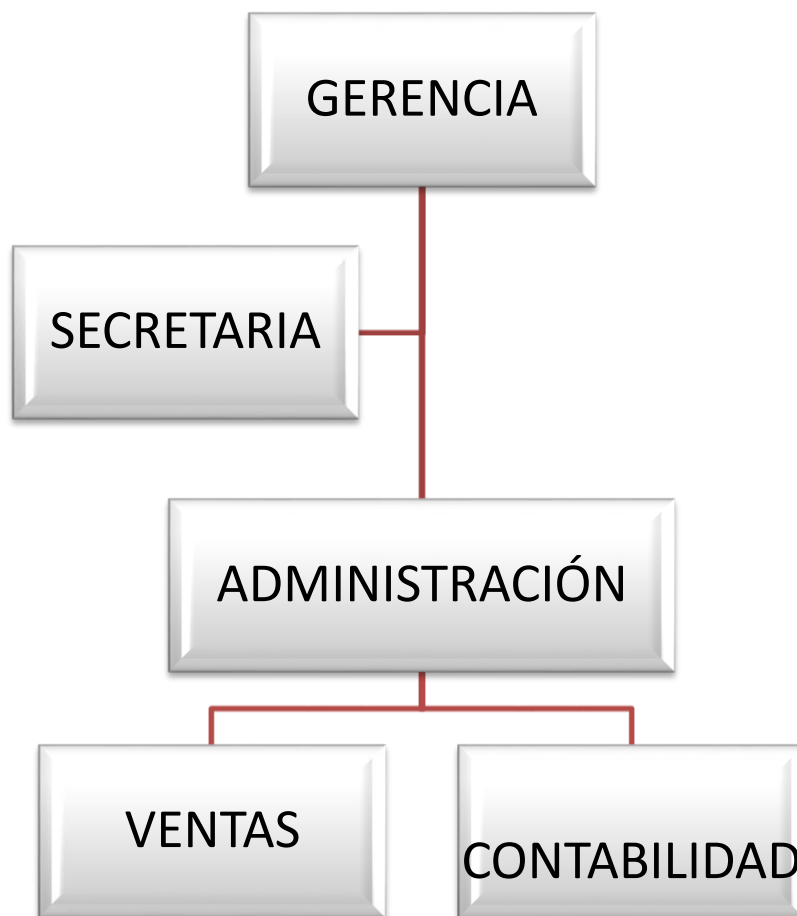 GERENCIA
SECRETARIA
ADMINISTRACIÓN
VENTAS
CONTABILIDAD